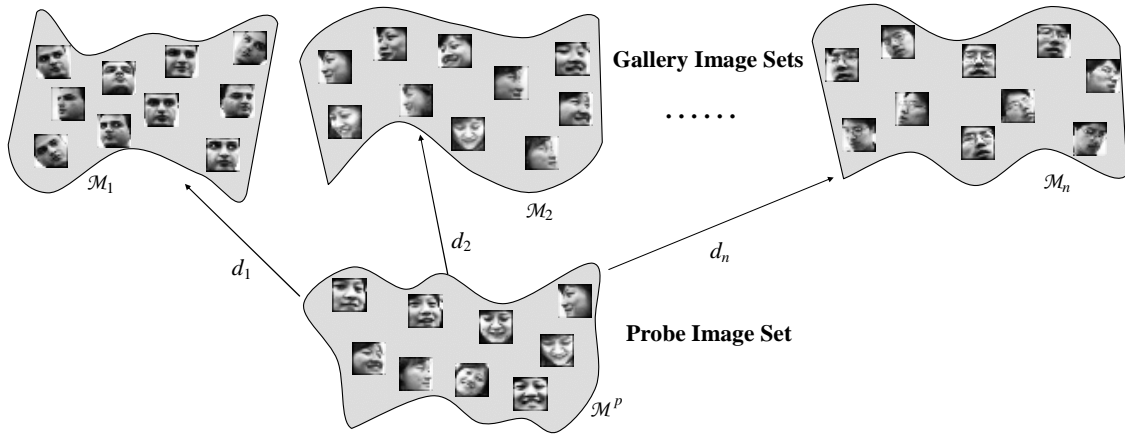 Gallery Image Sets
......
M₁
M₂
Mₙ
d₁
d₂
dₙ
Probe Image Set
Mᵖ